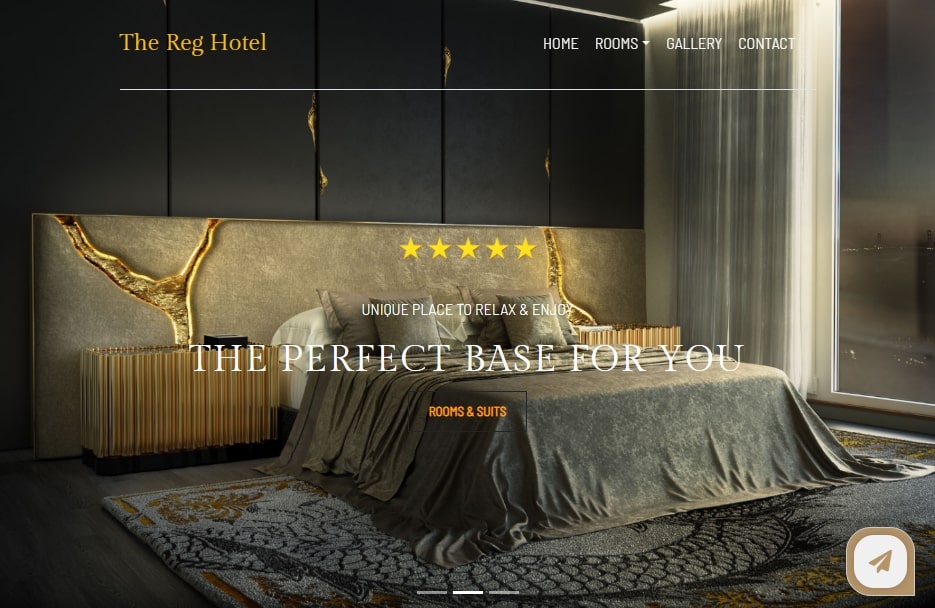 The Reg Hotel
HOME ROOMS GALLERY CONTACT
UNIQUE PLACE TO RELAX & ENJOY
THE PERFECT BASE FOR YOU
ROOMS & SUITS